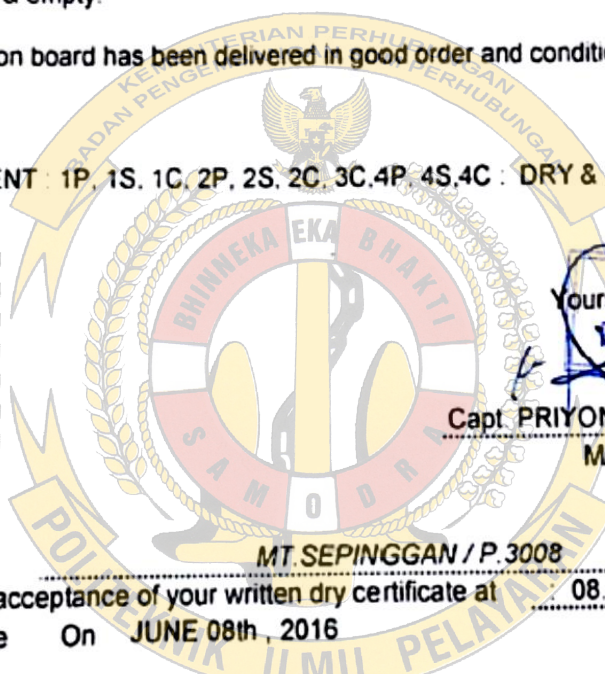 d empty.
on board has been delivered in good order and conditi
KEMENTERIAN PERHUBUNGAN
BADAN PENGEMBANGAN PERHUBUNGAN
ENT : 1P, 1S, 1C, 2P, 2S, 2C, 3C,4P, 4S,4C : DRY &
BHINNEKA EKA BHAKTI
Your
Capt. PRIYON
M
SAMODRA
MT.SEPINGGAN / P.3008
acceptance of your written dry certificate at : 08.
e On JUNE 08th , 2016
POLITEKNIK ILMU PELAYARAN